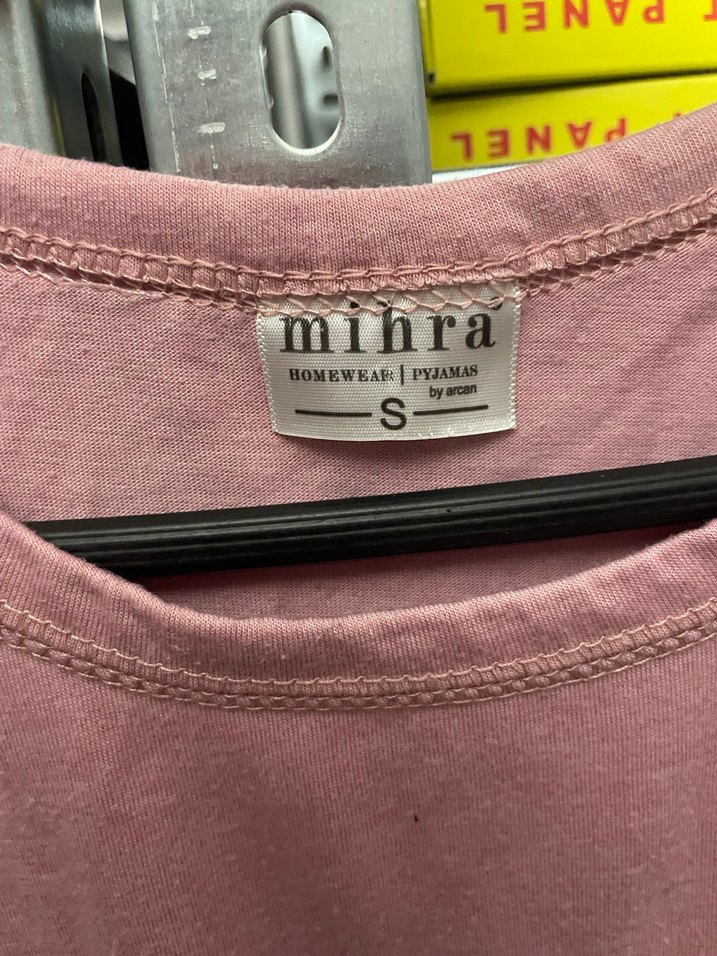 T PANEL
T PANEL
mihra
HOMEWEAR | PYJAMAS
by arcan
S